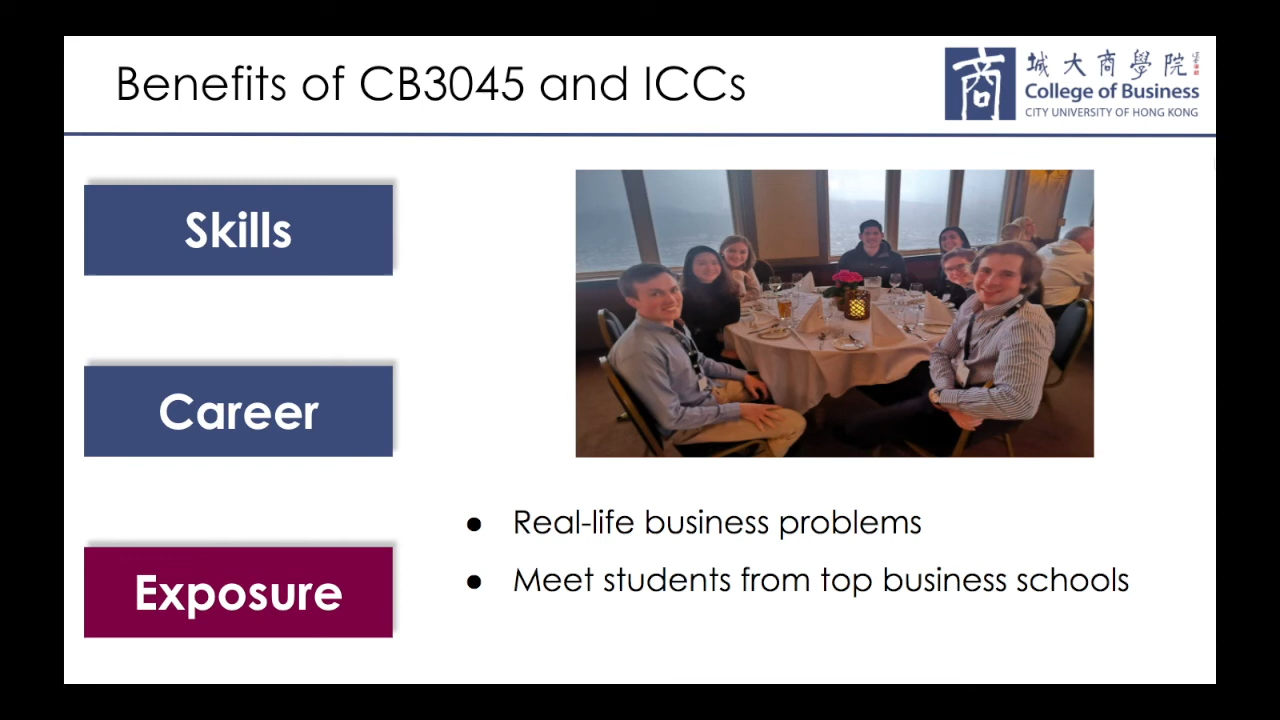 Benefits of CB3045 and ICCs
商
城大商學院
College of Business
CITY UNIVERSITY OF HONG KONG
Skills
Career
Exposure
● Real-life business problems
● Meet students from top business schools